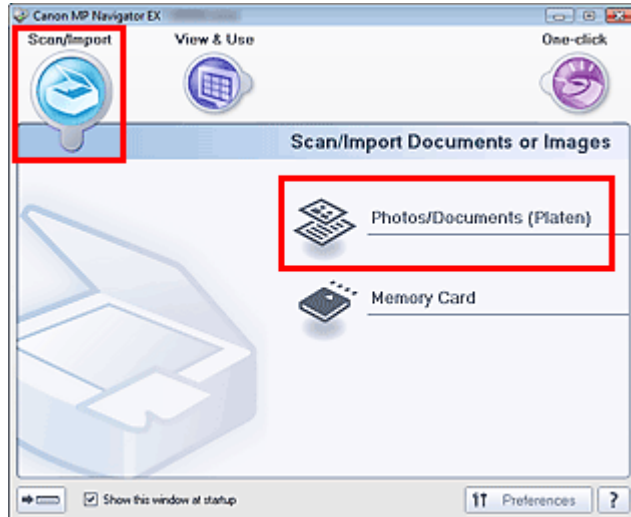 Canon MP Navigator EX
Scan/Import View & Use One-click
Scan/Import Documents or Images
Photos/Documents (Platen)
Memory Card
Show this window at startup Preferences ?